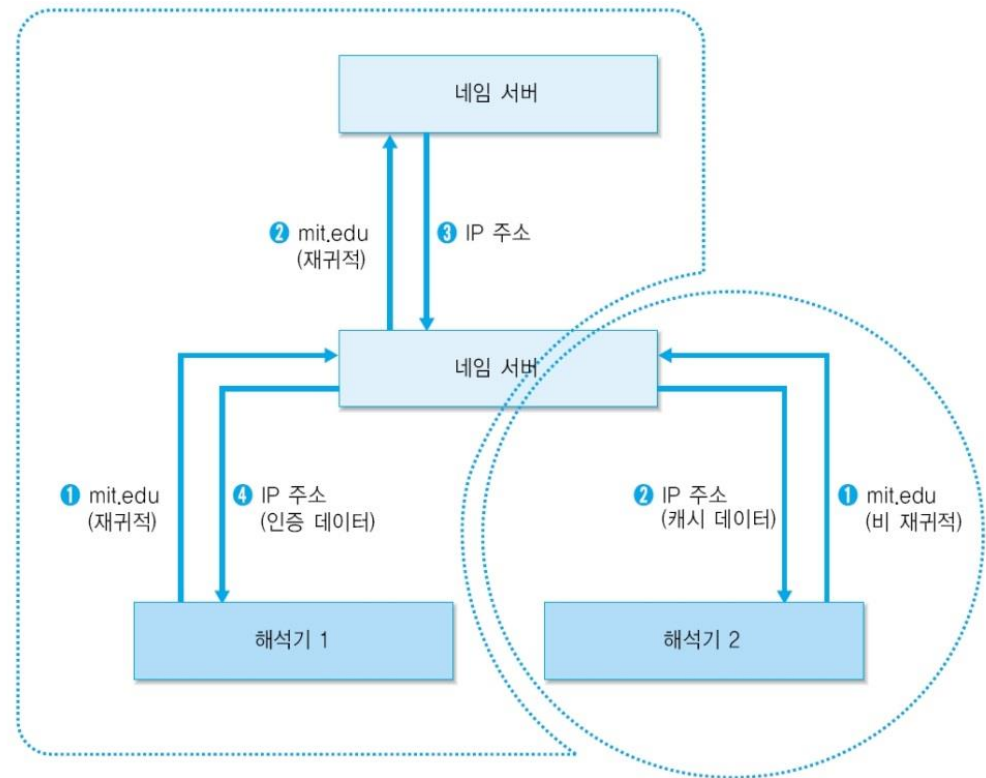 네임 서버
❷ mit.edu
(재귀적)
❸ IP 주소
네임 서버
❶ mit.edu
(재귀적)
❹ IP 주소
(인증 데이터)
❷ IP 주소
(캐시 데이터)
❶ mit.edu
(비 재귀적)
해석기 1
해석기 2